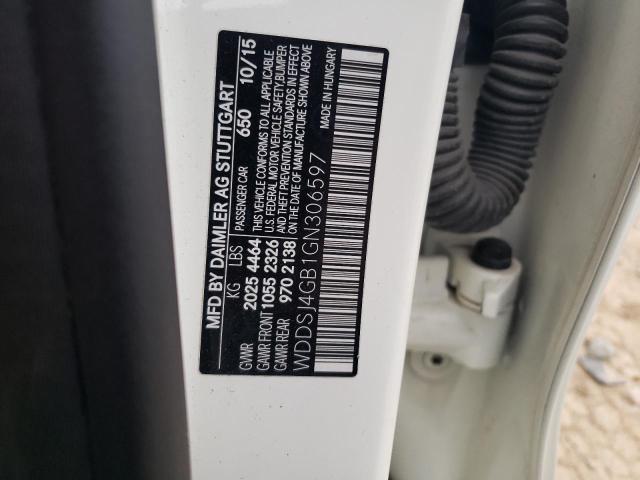 MFD BY DAIMLER AG STUTTGART
KG LBS PASSENGER CAR 650 10/15
GVWR 2025 4464 THIS VEHICLE CONFORMS TO ALL APPLICABLE
GAWR FRONT 1055 2326 U.S. FEDERAL MOTOR VEHICLE SAFETY,BUMPER
GAWR REAR 970 2138 AND THEFT PREVENTION STANDARDS IN EFFECT
ON THE DATE OF MANUFACTURE SHOWN ABOVE
WDDSJ4GB1GN306597 MADE IN HUNGARY